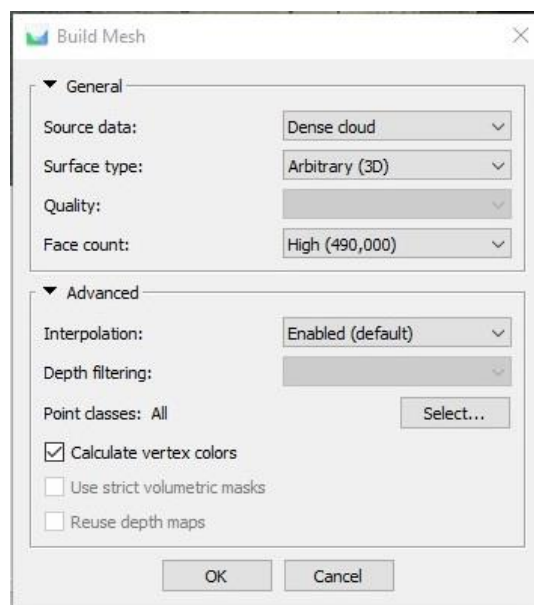 Build Mesh
General
Source data: Dense cloud
Surface type: Arbitrary (3D)
Quality:
Face count: High (490,000)
Advanced
Interpolation: Enabled (default)
Depth filtering:
Point classes: All Select...
Calculate vertex colors
Use strict volumetric masks
Reuse depth maps
OK Cancel